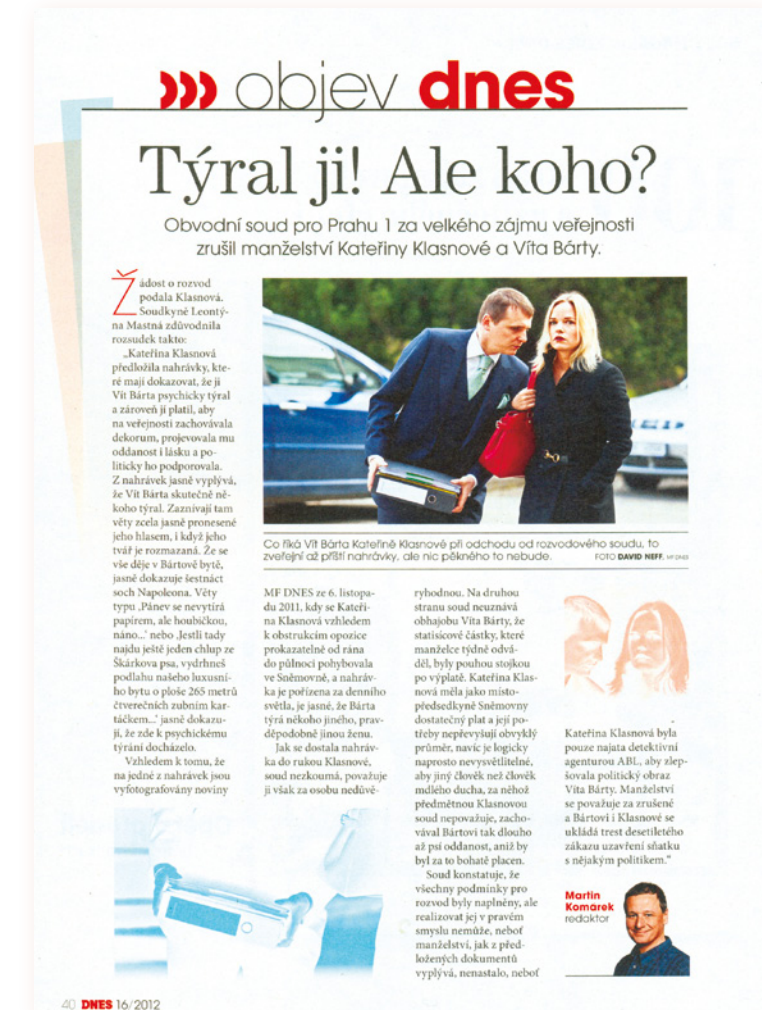 ››› objev dnes
Týral ji! Ale koho?
Obvodní soud pro Prahu 1 za velkého zájmu veřejnosti
zrušil manželství Kateřiny Klasnové a Víta Bárty.
Žádost o rozvod
podala Klasnová.
Soudkyně Leontý-
na Mastná zdůvodnila
rozsudek takto:
„Kateřina Klasnová
předložila nahrávky, kte-
ré mají dokazovat, že ji
Vít Bárta psychicky týral
a zároveň jí platil, aby
na veřejnosti zachovávala
dekorum, projevovala mu
oddanost i lásku a po-
liticky ho podporovala.
Z nahrávek jasně vyplývá,
že Vít Bárta skutečně ně-
koho týral. Zaznívají tam
věty zcela jasně pronesené
jeho hlasem, i když jeho
tvář je rozmazaná. Že se
vše děje v Bártově bytě,
jasně dokazuje šestnáct
soch Napoleona. Věty
typu ‚Pánev se nevytírá
papírem, ale houbičkou,
náno...‘ nebo ‚Jestli tady
najdu ještě jeden chlup ze
Škárkova psa, vydrhneš
podlahu našeho luxusní-
ho bytu o ploše 265 metrů
čtverečních zubním kar-
táčkem...‘ jasně dokazu-
jí, že zde k psychickému
týrání docházelo.
Vzhledem k tomu, že
na jedné z nahrávek jsou
vyfotografovány noviny
Co říká Vít Bárta Kateřině Klasnové při odchodu od rozvodového soudu, to
zveřejní až příští nahrávky, ale nic pěkného to nebude. FOTO DAVID NEFF, MF DNES
MF DNES ze 6. listopa-
du 2011, kdy se Kateři-
na Klasnová vzhledem
k obstrukcím opozice
prokazatelně od rána
do půlnoci pohybovala
ve Sněmovně, a nahráv-
ka je pořízena za denního
světla, je jasné, že Bárta
týrá někoho jiného, prav-
děpodobně jinou ženu.
Jak se dostala nahráv-
ka do rukou Klasnové,
soud nezkoumá, považuje
ji však za osobu nedůvě-
ryhodnou. Na druhou
stranu soud neuznává
obhajobu Víta Bárty, že
statisícové částky, které
manželce týdně odvá-
děl, byly pouhou stojkou
po výplatě. Kateřina Klas-
nová měla jako místo-
předsedkyně Sněmovny
dostatečný plat a její po-
třeby nepřevyšují obvyklý
průměr, navíc je logicky
naprosto nevysvětlitelné,
aby jiný člověk než člověk
mdlého ducha, za něhož
předmětnou Klasnovou
soud nepovažuje, zacho-
vával Bártovi tak dlouho
až psí oddanost, aniž by
byl za to bohatě placen.
Soud konstatuje, že
všechny podmínky pro
rozvod byly naplněny, ale
realizovat jej v pravém
smyslu nemůže, neboť
manželství, jak z před-
ložených dokumentů
vyplývá, nenastalo, neboť
Kateřina Klasnová byla
pouze najata detektivní
agenturou ABL, aby zlep-
šovala politický obraz
Víta Bárty. Manželství
se považuje za zrušené
a Bártovi i Klasnové se
ukládá trest desetiletého
zákazu uzavření sňatku
s nějakým politikem.“
Martin
Komárek
redaktor
40 DNES 16/2012